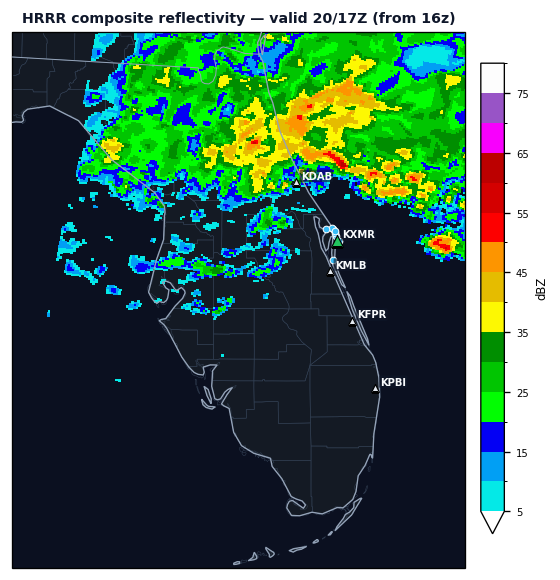 HRRR composite reflectivity — valid 20/17Z (from 16z)
KDAB
KXMR
KMLB
KFPR
KPBI
75
65
55
45
35
25
15
5
dBZ